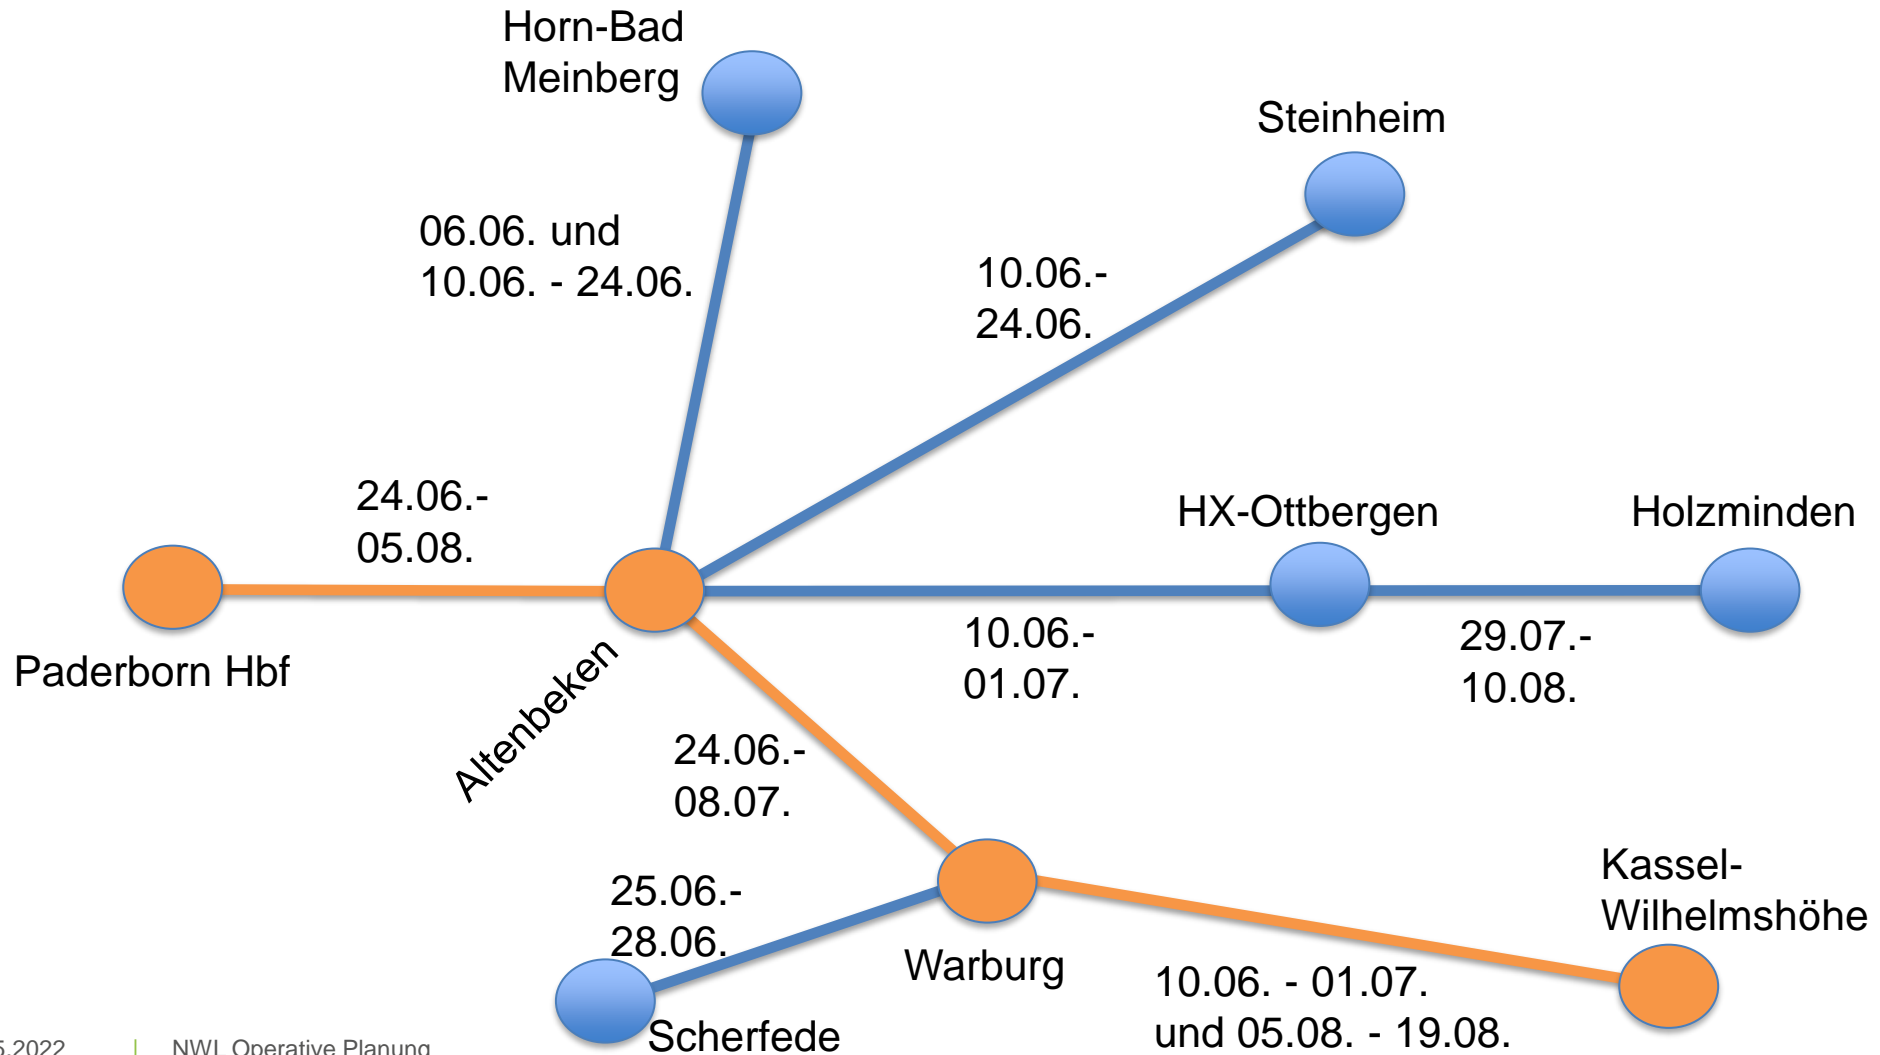 Horn-Bad
Meinberg
Steinheim
06.06. und
10.06. - 24.06.
10.06.-
24.06.
24.06.-
05.08.
HX-Ottbergen
Holzminden
Paderborn Hbf
Altenbeken
10.06.-
01.07.
29.07.-
10.08.
24.06.-
08.07.
25.06.-
28.06.
Warburg
Kassel-
Wilhelmshöhe
10.06. - 01.07.
und 05.08. - 19.08.
Scherfede
5.2022 | NWL Operative Planung